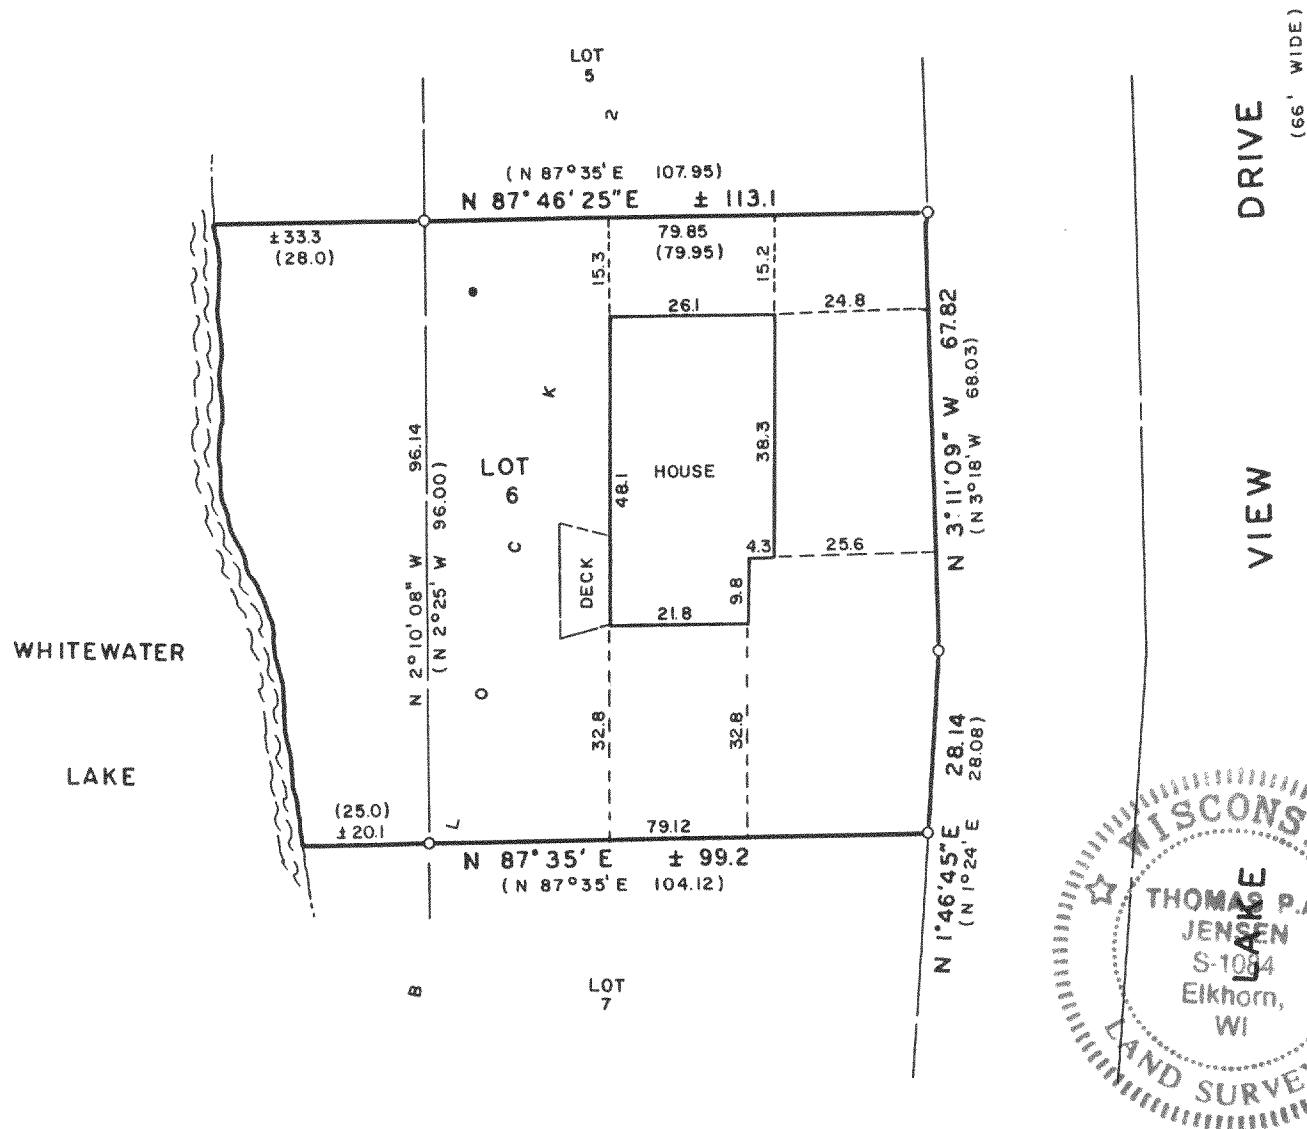 LOT
5
2
(N 87°35' E 107.95)
N 87°46'25"E ± 113.1
±33.3
(28.0)
79.85
(79.95)
15.3
15.2
26.1
24.8
N 3°11'09" W 67.82
(N 3°18' W 68.03)
K
38.3
96.14
N 2°10'08" W
(N 2°25' W 96.00)
LOT
6
HOUSE
48.1
C
DECK
4.3
25.6
9.8
21.8
WHITEWATER
LAKE
O
32.8
32.8
28.14
28.08)
N 1°46'45"E
(N 1°24' E
(25.0)
±20.1
L
79.12
N 87°35' E ± 99.2
(N 87°35' E 104.12)
B
LOT
7
LAKE VIEW DRIVE
(66' WIDE)
WISCONS
THOMAS P.A
JENSEN
S-1084
Elkhorn,
WI
LAND SURVEY